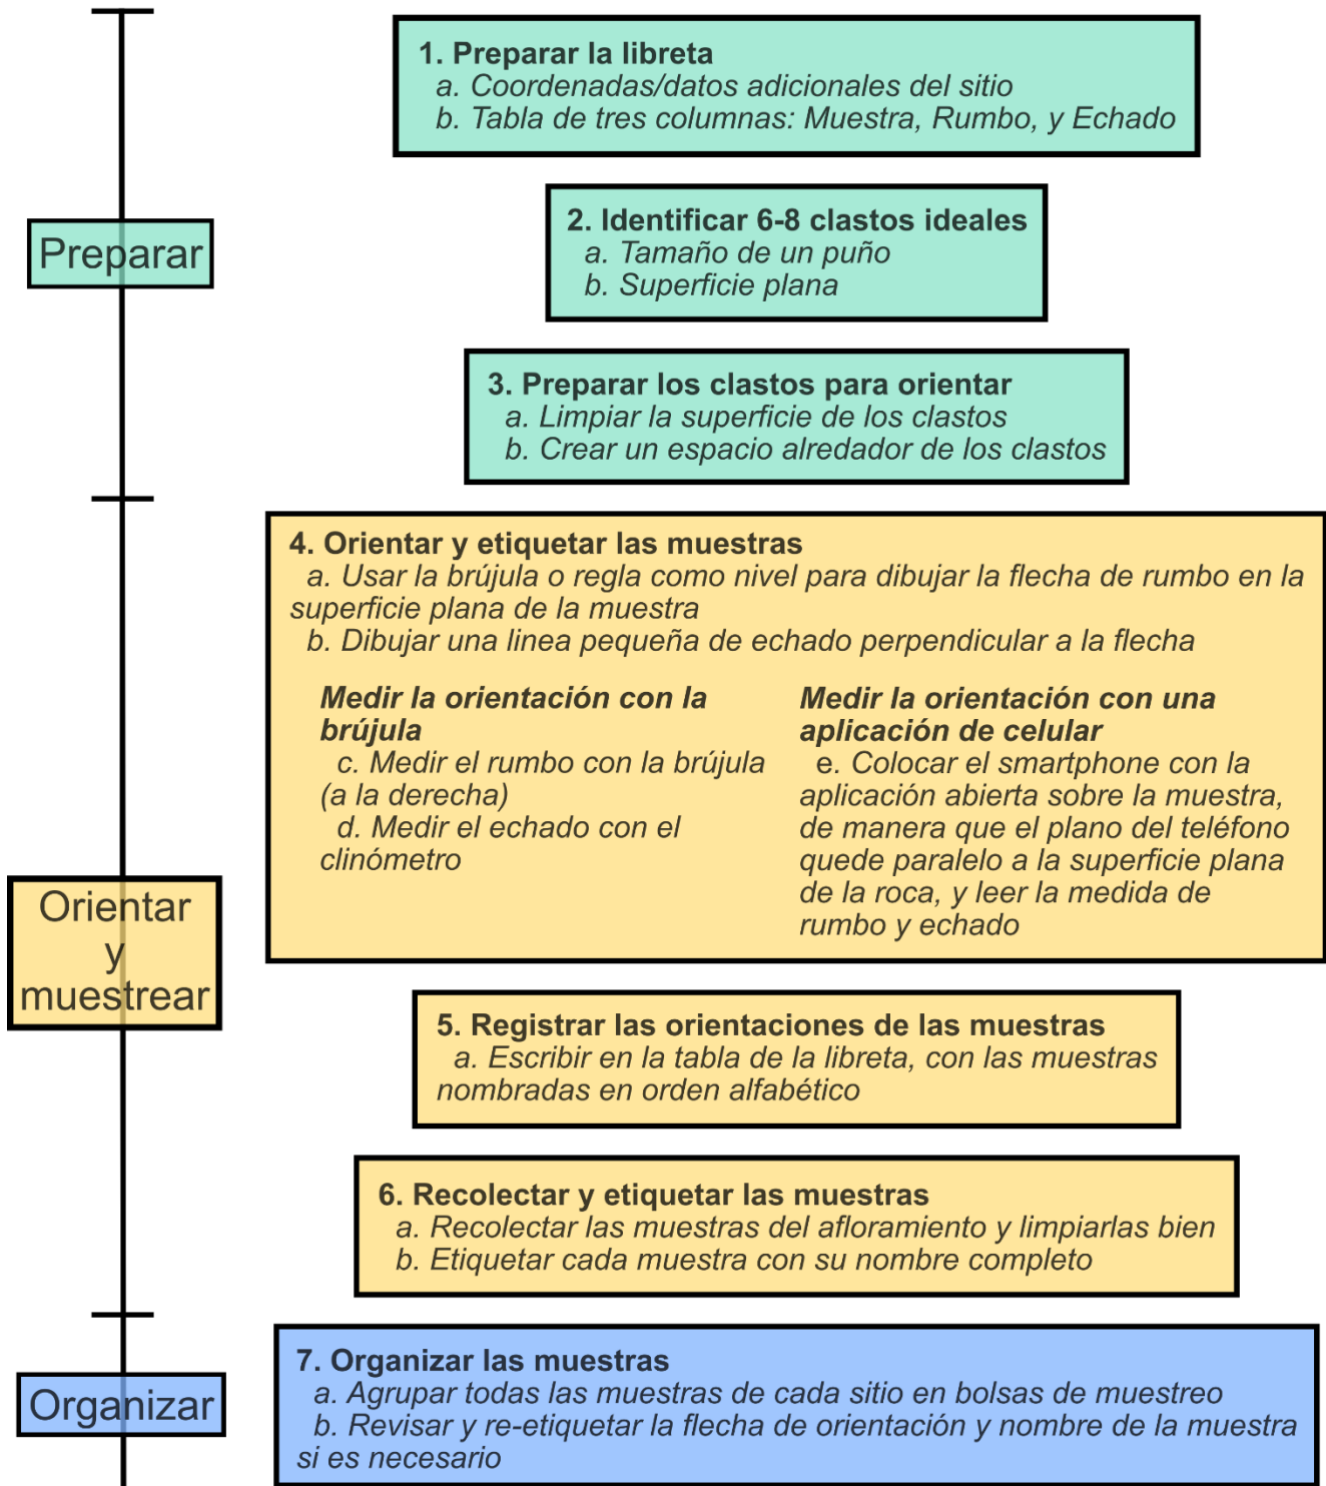 1. Preparar la libreta
a. Coordenadas/datos adicionales del sitio
b. Tabla de tres columnas: Muestra, Rumbo, y Echado
Preparar
2. Identificar 6-8 clastos ideales
a. Tamaño de un puño
b. Superficie plana
3. Preparar los clastos para orientar
a. Limpiar la superficie de los clastos
b. Crear un espacio alredador de los clastos
4. Orientar y etiquetar las muestras
a. Usar la brújula o regla como nivel para dibujar la flecha de rumbo en la
superficie plana de la muestra
b. Dibujar una linea pequeña de echado perpendicular a la flecha
Medir la orientación con la
brújula
c. Medir el rumbo con la brújula
(a la derecha)
d. Medir el echado con el
clinómetro
Medir la orientación con una
aplicación de celular
e. Colocar el smartphone con la
aplicación abierta sobre la muestra,
de manera que el plano del teléfono
quede paralelo a la superficie plana
de la roca, y leer la medida de
rumbo y echado
Orientar
y
muestrear
5. Registrar las orientaciones de las muestras
a. Escribir en la tabla de la libreta, con las muestras
nombradas en orden alfabético
6. Recolectar y etiquetar las muestras
a. Recolectar las muestras del afloramiento y limpiarlas bien
b. Etiquetar cada muestra con su nombre completo
Organizar
7. Organizar las muestras
a. Agrupar todas las muestras de cada sitio en bolsas de muestreo
b. Revisar y re-etiquetar la flecha de orientación y nombre de la muestra
si es necesario